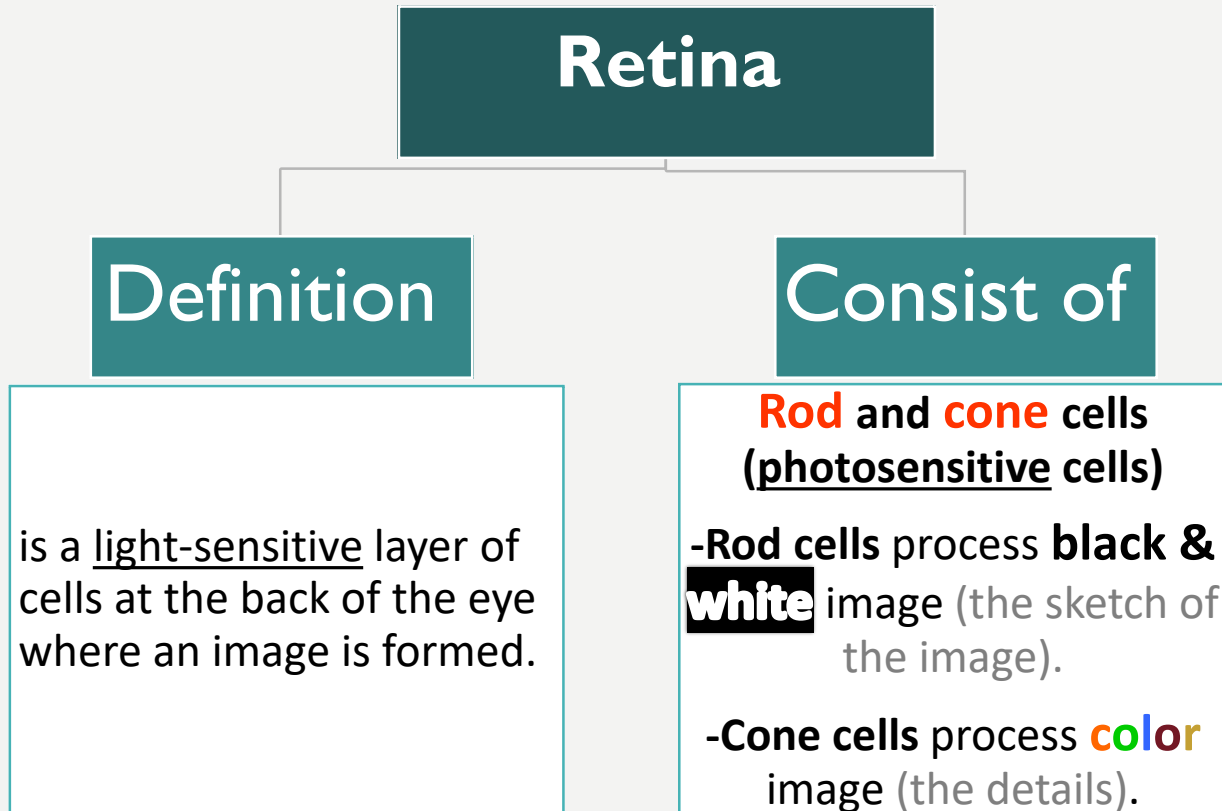 Retina
Definition
is a light-sensitive layer of
cells at the back of the eye
where an image is formed.
Consist of
Rod and cone cells
(photosensitive cells)
-Rod cells process black &
white image (the sketch of
the image).
-Cone cells process color
image (the details).